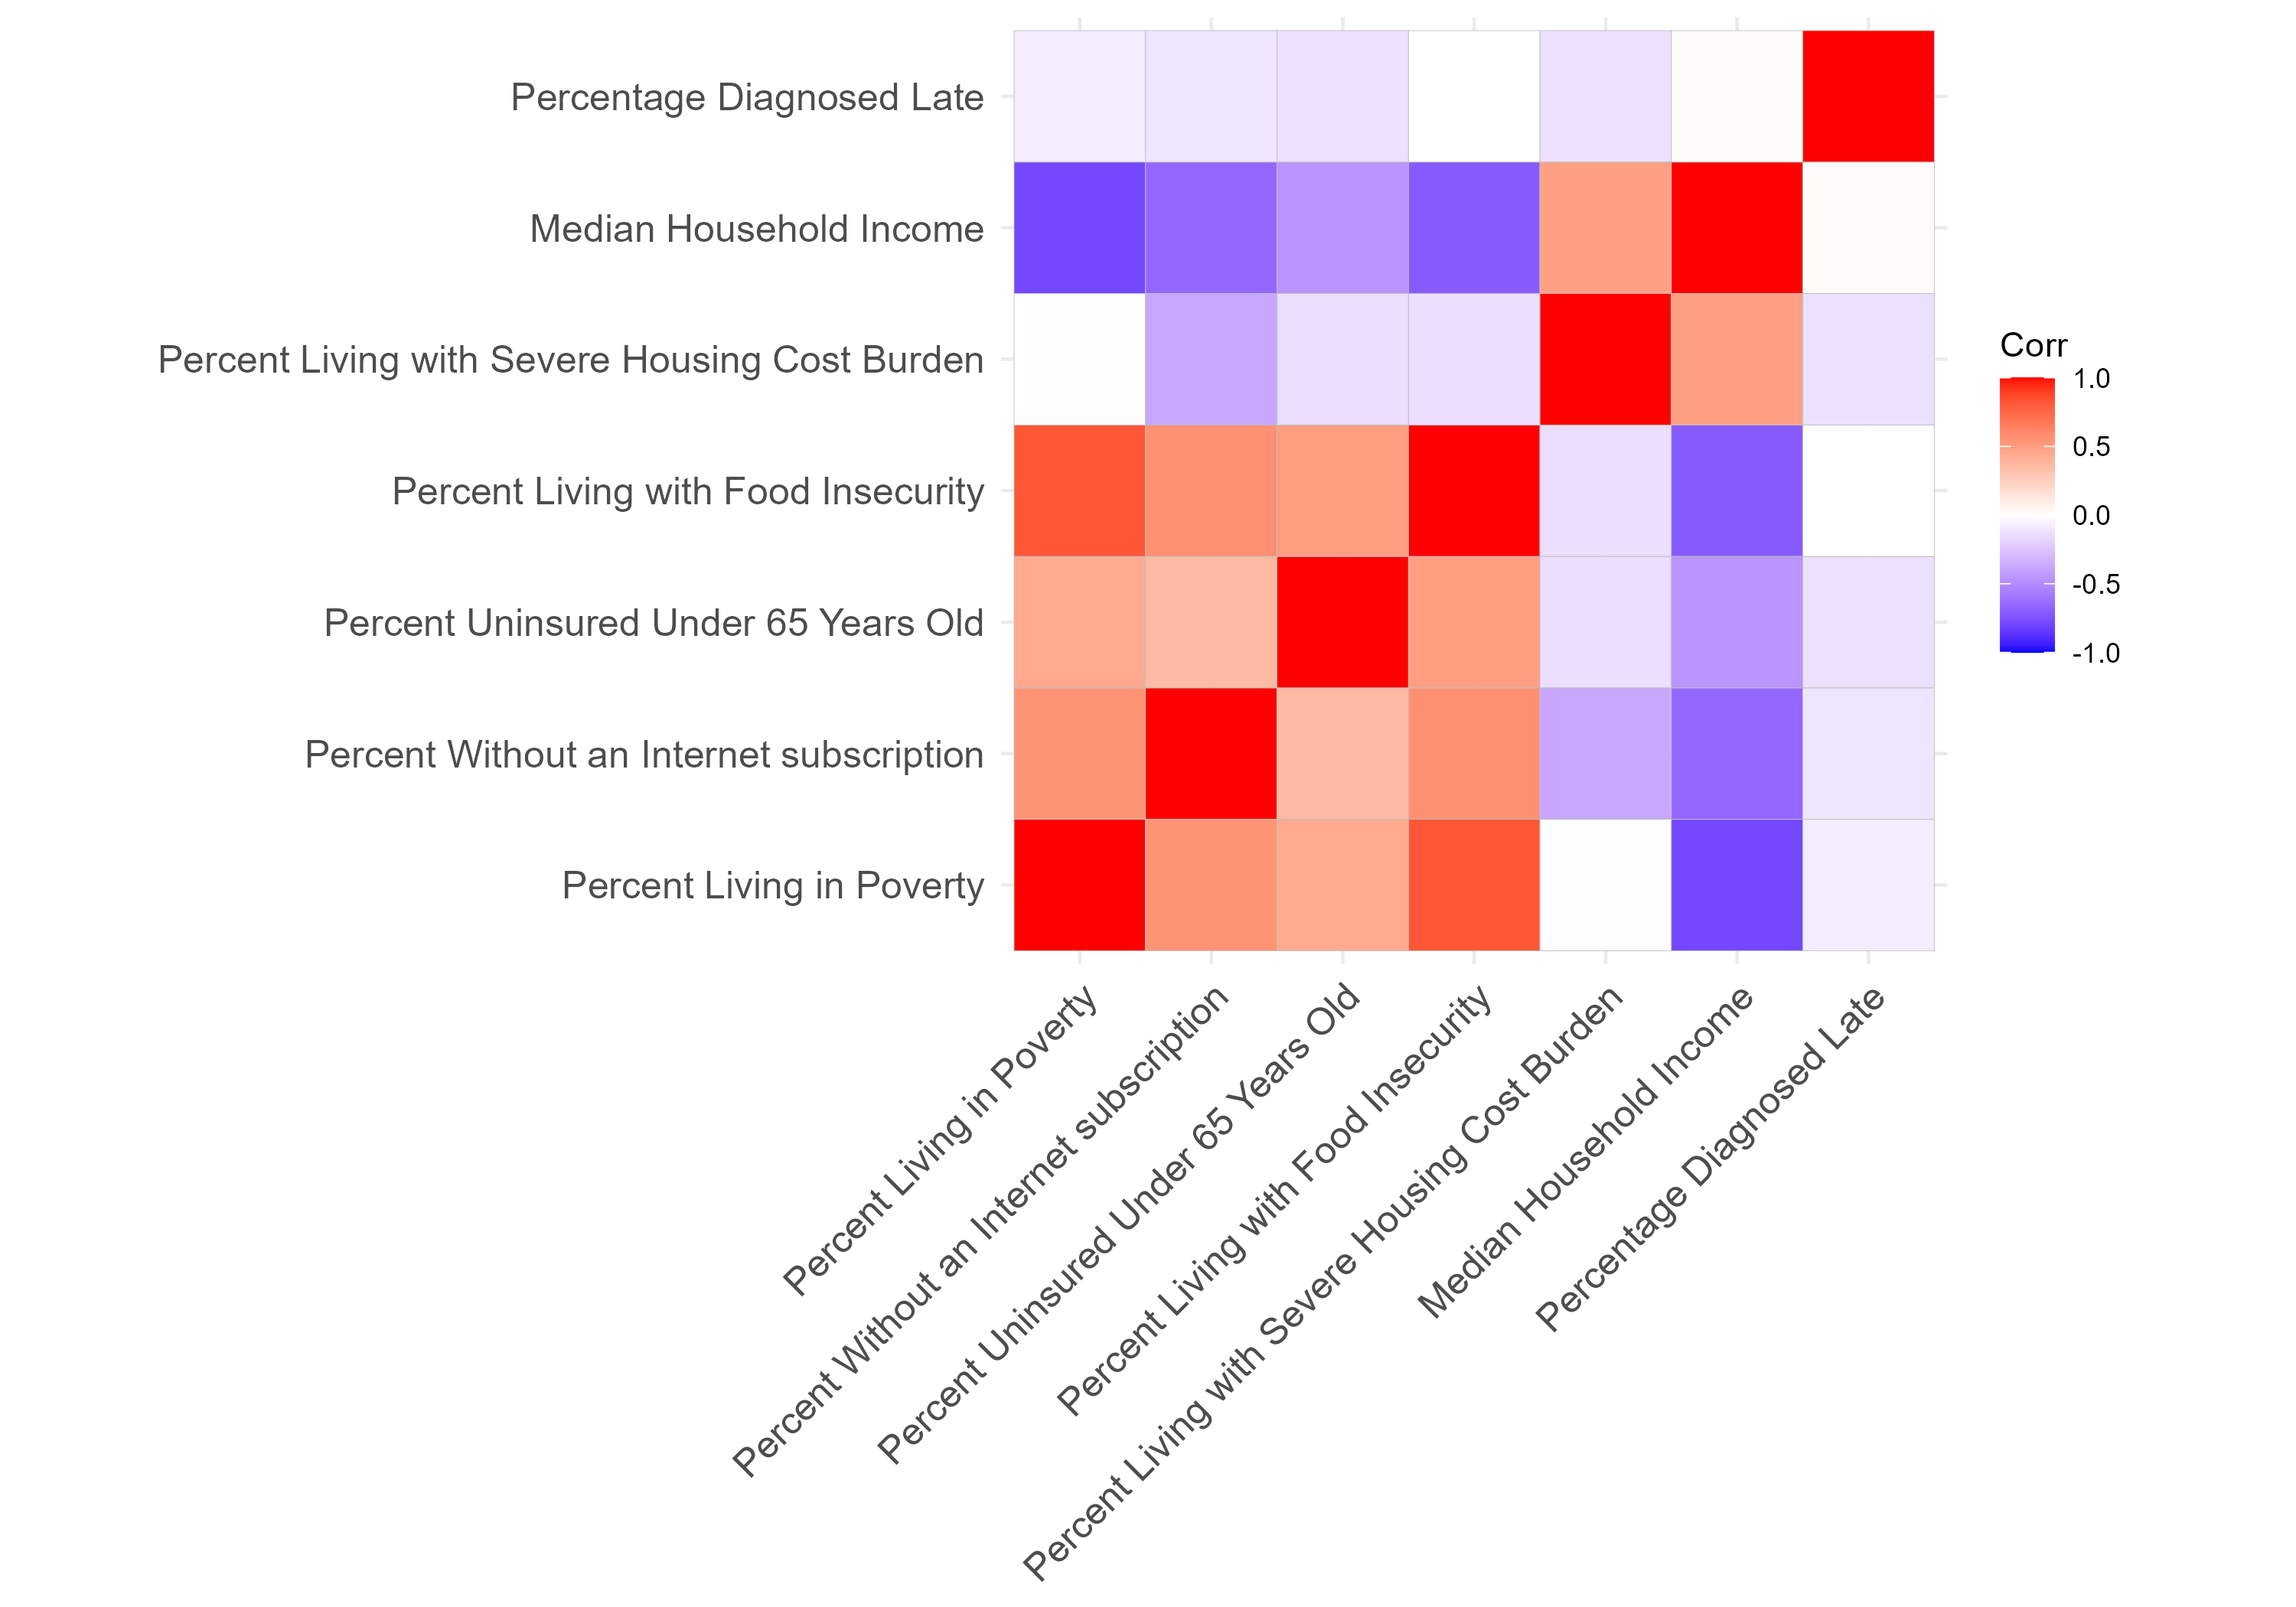 Percentage Diagnosed Late
Median Household Income
Percent Living with Severe Housing Cost Burden
Percent Living with Food Insecurity
Percent Uninsured Under 65 Years Old
Percent Without an Internet subscription
Percent Living in Poverty
Percent Living in Poverty
Percent Without an Internet subscription
Percent Uninsured Under 65 Years Old
Percent Living with Food Insecurity
Percent Living with Severe Housing Cost Burden
Median Household Income
Percentage Diagnosed Late
Corr
1.0
0.5
0.0
-0.5
-1.0